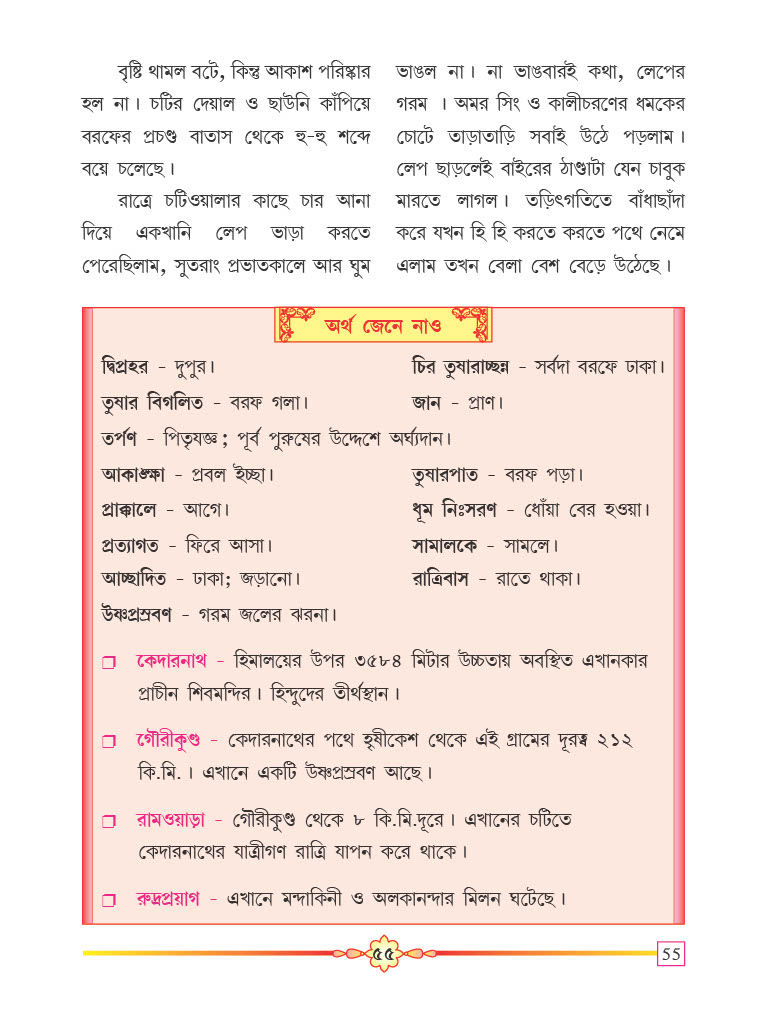 বৃষ্টি থামল বটে, কিন্তু আকাশ পরিষ্কার
হল না। চটির দেয়াল ও ছাউনি কাঁপিয়ে
বরফের প্রচণ্ড বাতাস থেকে হু-হু শব্দে
বয়ে চলেছে।
রাত্রে চটিওয়ালার কাছে চার আনা
দিয়ে একখানি লেপ ভাড়া করতে
পেরেছিলাম, সুতরাং প্রভাতকালে আর ঘুম
ভাঙল না। না ভাঙবারই কথা, লেপের
গরম । অমর সিং ও কালীচরণের ধমকের
চোটে তাড়াতাড়ি সবাই উঠে পড়লাম।
লেপ ছাড়লেই বাইরের ঠাণ্ডাটা যেন চাবুক
মারতে লাগল। তড়িৎগতিতে বাঁধাছাঁদা
করে যখন হি হি করতে করতে পথে নেমে
এলাম তখন বেলা বেশ বেড়ে উঠেছে।
অর্থ জেনে নাও
দ্বিপ্রহর - দুপুর।
চির তুষারাচ্ছন্ন - সর্বদা বরফে ঢাকা।
তুষার বিগলিত - বরফ গলা।
জান - প্রাণ।
তর্পণ - পিতৃযজ্ঞ; পূর্ব পুরুষের উদ্দেশে অর্ঘ্যদান।
আকাঙ্ক্ষা - প্রবল ইচ্ছা।
তুষারপাত - বরফ পড়া।
প্রাক্কালে - আগে।
ধূম নিঃসরণ - ধোঁয়া বের হওয়া।
প্রত্যাগত - ফিরে আসা।
সামালকে - সামলে।
আচ্ছাদিত - ঢাকা; জড়ানো।
রাত্রিবাস - রাতে থাকা।
উষ্ণপ্রস্রবণ - গরম জলের ঝরনা।
❐ কেদারনাথ - হিমালয়ের উপর ৩৫৮৪ মিটার উচ্চতায় অবস্থিত এখানকার
প্রাচীন শিবমন্দির। হিন্দুদের তীর্থস্থান।
❐ গৌরীকুণ্ড - কেদারনাথের পথে হৃষীকেশ থেকে এই গ্রামের দূরত্ব ২১২
কি.মি.। এখানে একটি উষ্ণপ্রস্রবণ আছে।
❐ রামওয়াড়া - গৌরীকুণ্ড থেকে ৮ কি.মি.দূরে। এখানের চটিতে
কেদারনাথের যাত্রীগণ রাত্রি যাপন করে থাকে।
❐ রুদ্রপ্রয়াগ - এখানে মন্দাকিনী ও অলকানন্দার মিলন ঘটেছে।
৫৫
55